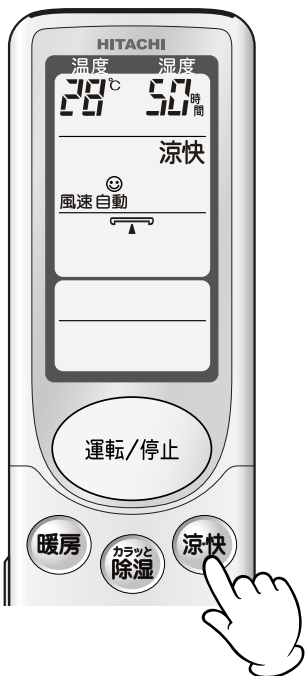 HITACHI
温度 湿度
28℃ 50時間
涼快
風速自動
運転/停止
暖房 カラッと除湿 涼快